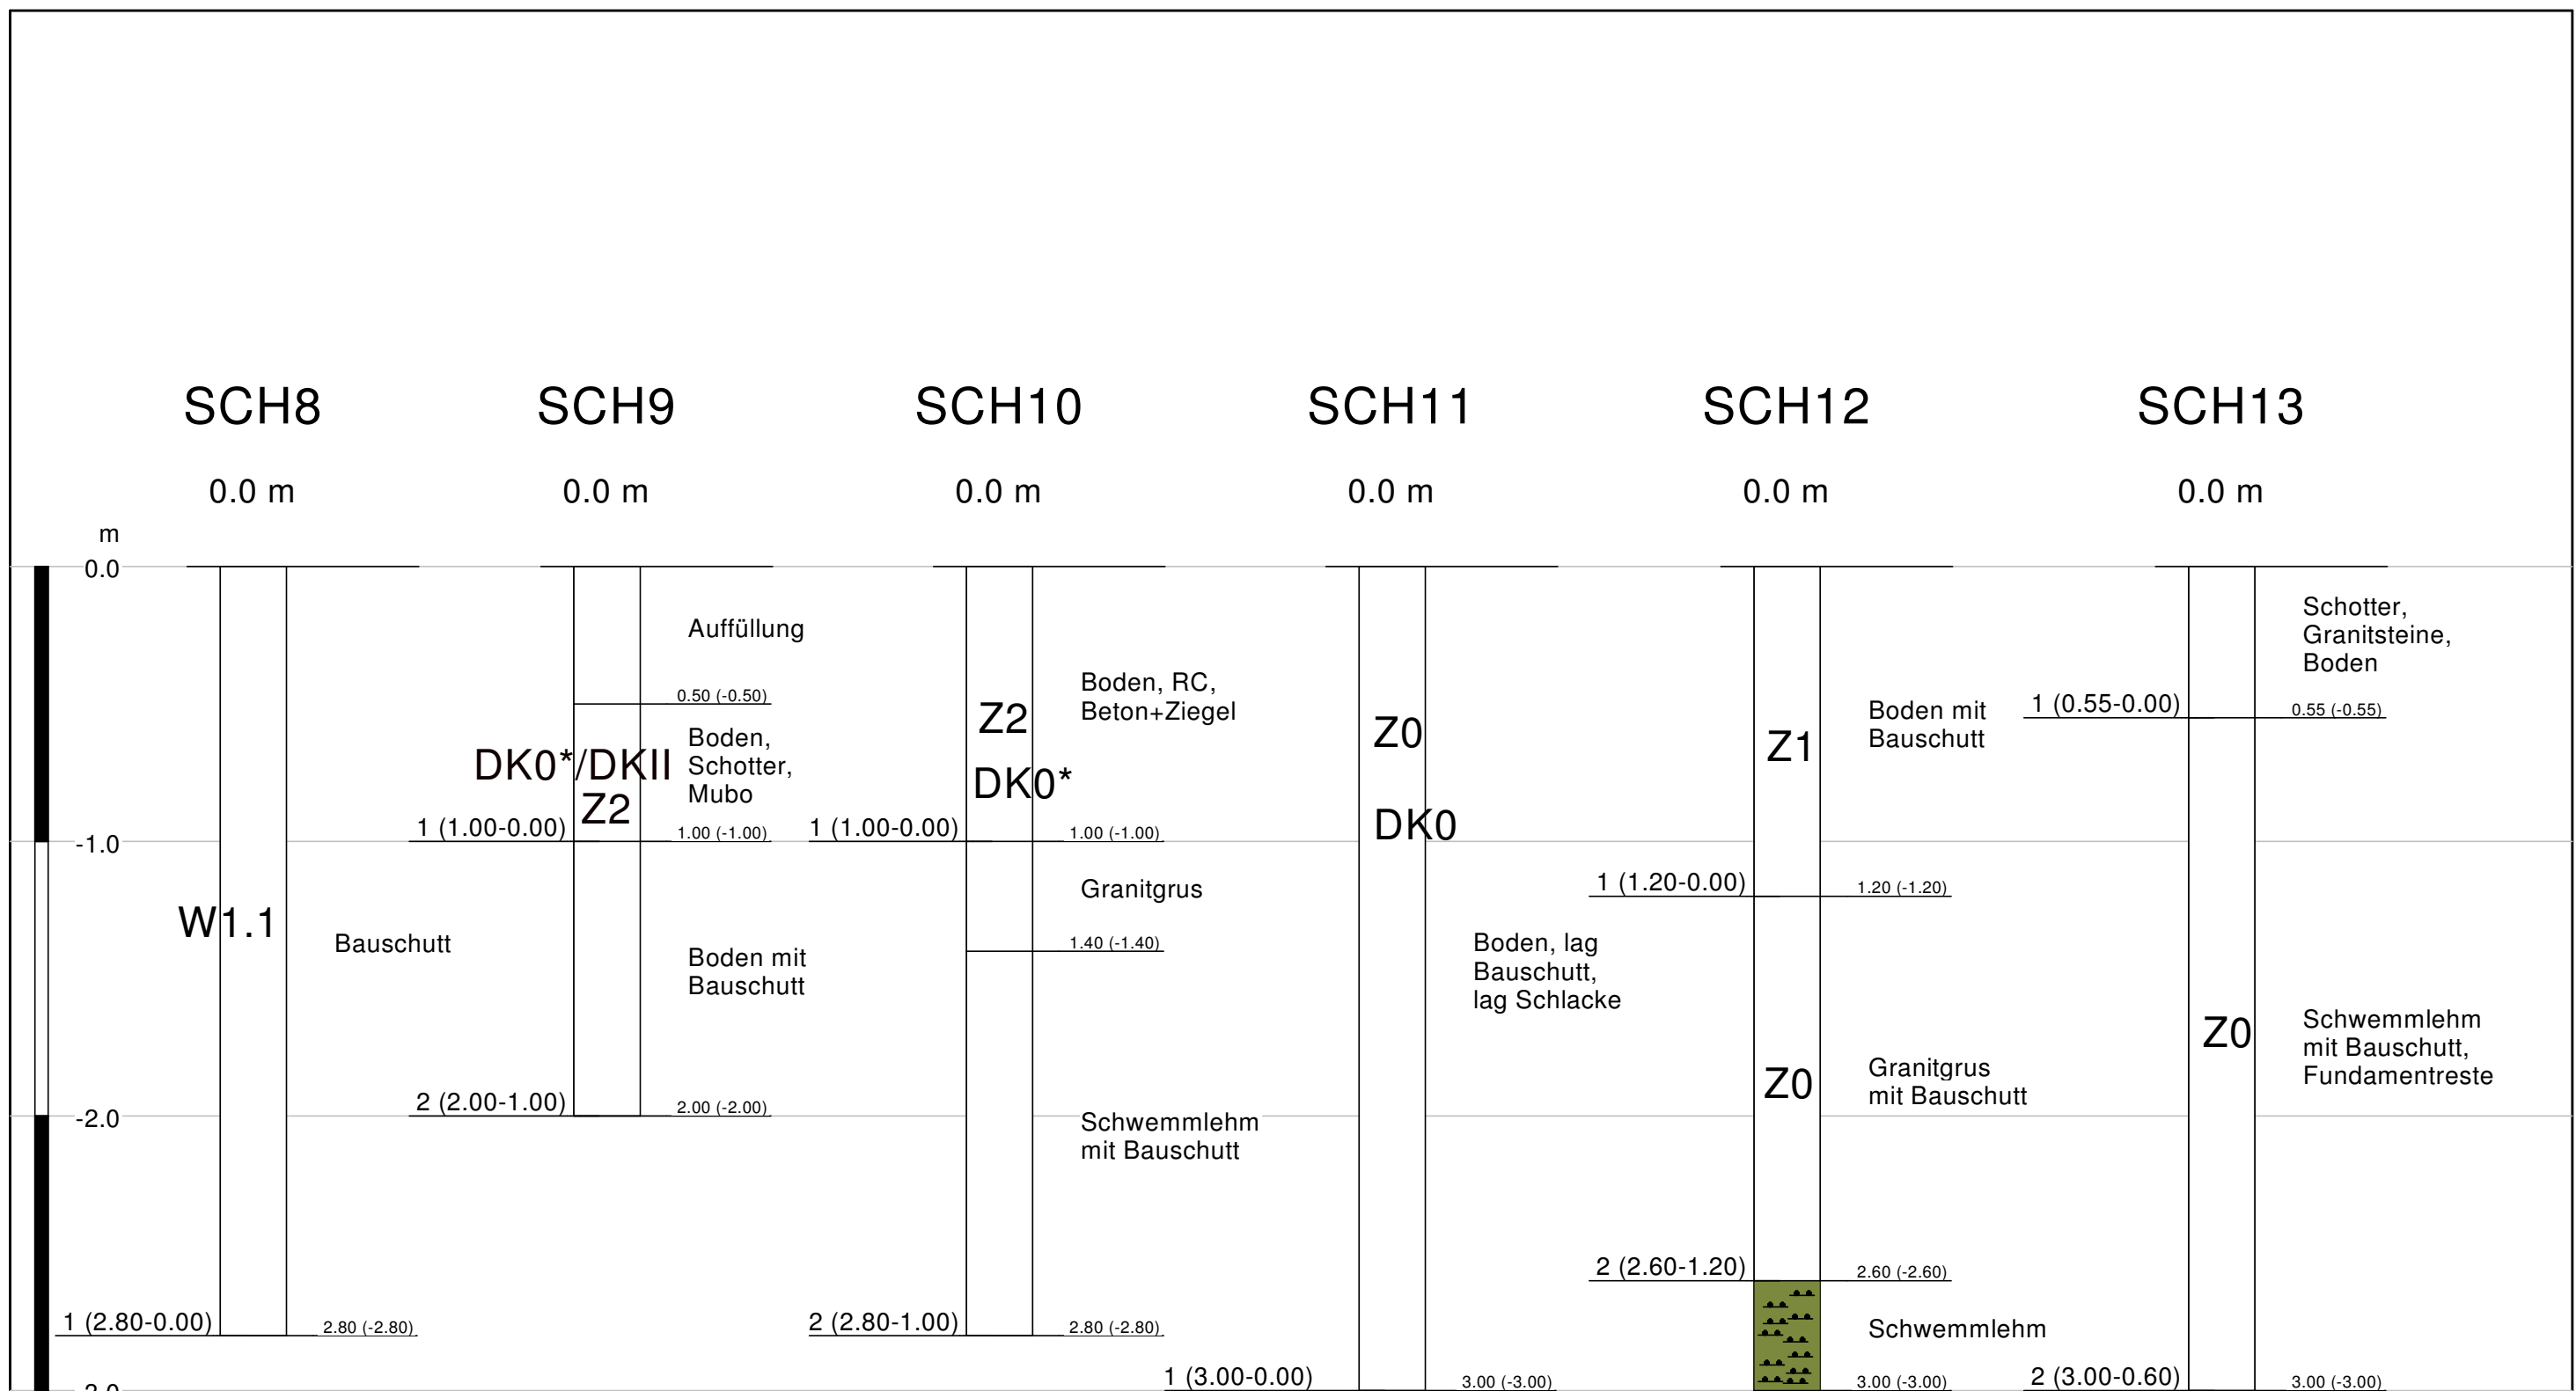 SCH8
SCH9
SCH10
SCH11
SCH12
SCH13
0.0 m
0.0 m
0.0 m
0.0 m
0.0 m
0.0 m
m
0.0
-1.0
-2.0
W1.1
Bauschutt
1 (2.80-0.00)
2.80 (-2.80)
Auffüllung
0.50 (-0.50)
DK0*/DKII
Z2
Boden,
Schotter,
Mubo
1 (1.00-0.00)
1.00 (-1.00)
Boden mit
Bauschutt
2 (2.00-1.00)
2.00 (-2.00)
Z2
DK0*
Boden, RC,
Beton+Ziegel
1 (1.00-0.00)
1.00 (-1.00)
Granitgrus
1.40 (-1.40)
Schwemmlehm
mit Bauschutt
2 (2.80-1.00)
2.80 (-2.80)
Z0
DK0
Boden, lag
Bauschutt,
lag Schlacke
1 (3.00-0.00)
3.00 (-3.00)
Z1
Boden mit
Bauschutt
1 (1.20-0.00)
1.20 (-1.20)
Z0
Granitgrus
mit Bauschutt
2 (2.60-1.20)
2.60 (-2.60)
Schwemmlehm
3.00 (-3.00)
Schotter,
Granitsteine,
Boden
1 (0.55-0.00)
0.55 (-0.55)
Z0
Schwemmlehm
mit Bauschutt,
Fundamentreste
2 (3.00-0.60)
3.00 (-3.00)